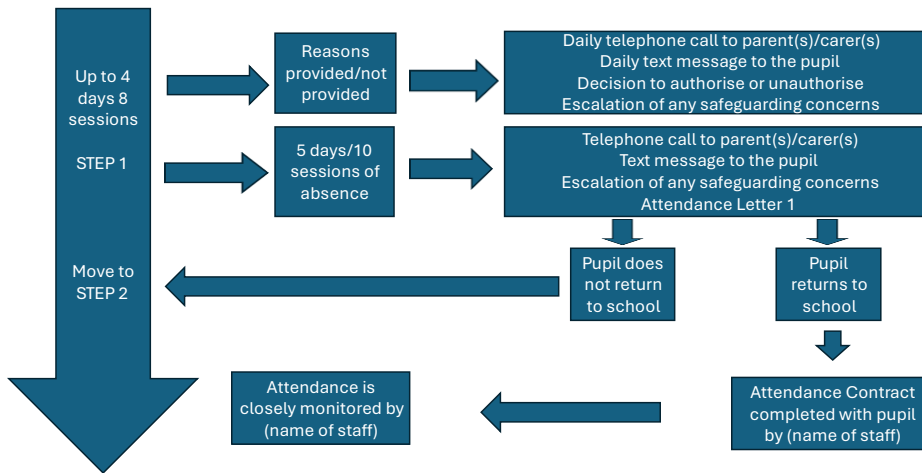 Up to 4
days 8
sessions
Reasons
provided/not
provided
Daily telephone call to parent(s)/carer(s)
Daily text message to the pupil
Decision to authorise or unauthorise
Escalation of any safeguarding concerns
STEP 1
5 days/10
sessions of
absence
Telephone call to parent(s)/carer(s)
Text message to the pupil
Escalation of any safeguarding concerns
Attendance Letter 1
Move to
STEP 2
Pupil does
not return
to school
Pupil
returns to
school
Attendance is
closely monitored by
(name of staff)
Attendance Contract
completed with pupil
by (name of staff)